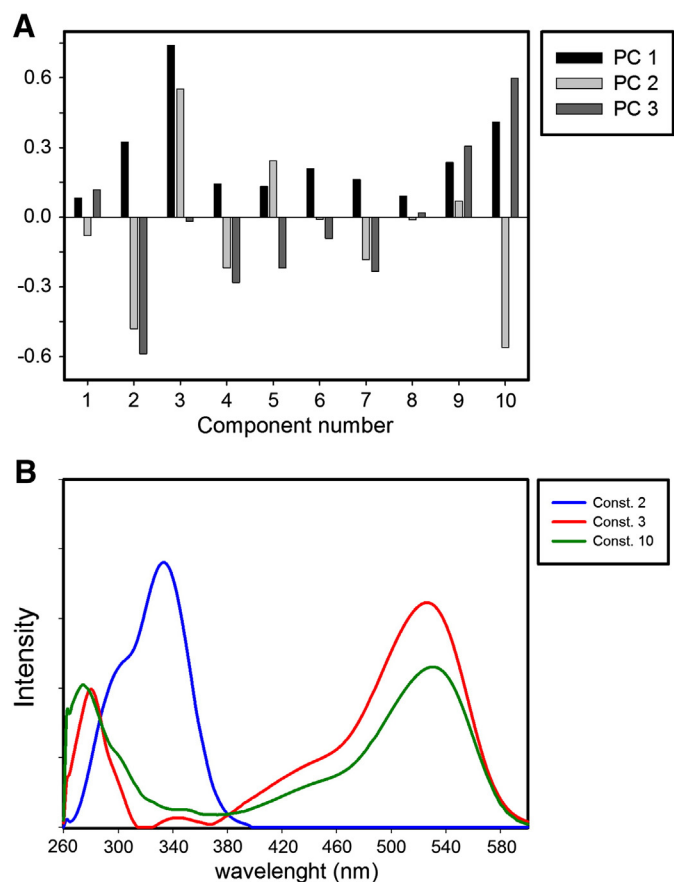 A
PC 1
PC 2
PC 3
0.6
0.3
0.0
-0.3
-0.6
1 2 3 4 5 6 7 8 9 10
Component number
B
Const. 2
Const. 3
Const. 10
Intensity
260 300 340 380 420 460 500 540 580
wavelenght (nm)